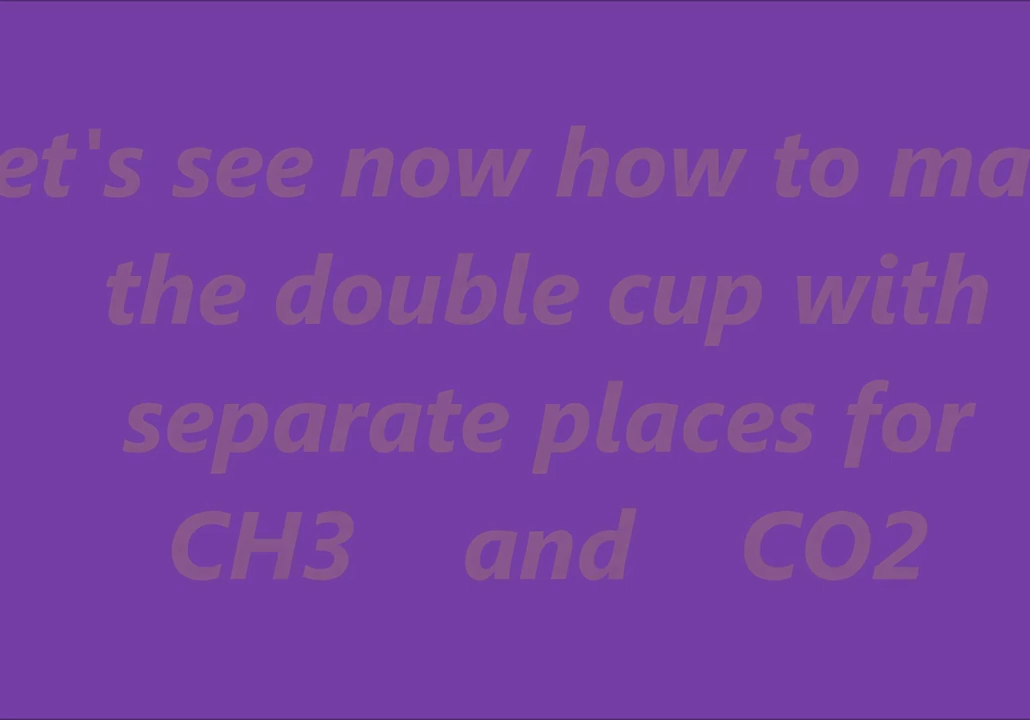 et's see now how to ma
the double cup with
separate places for
CH3 and CO2